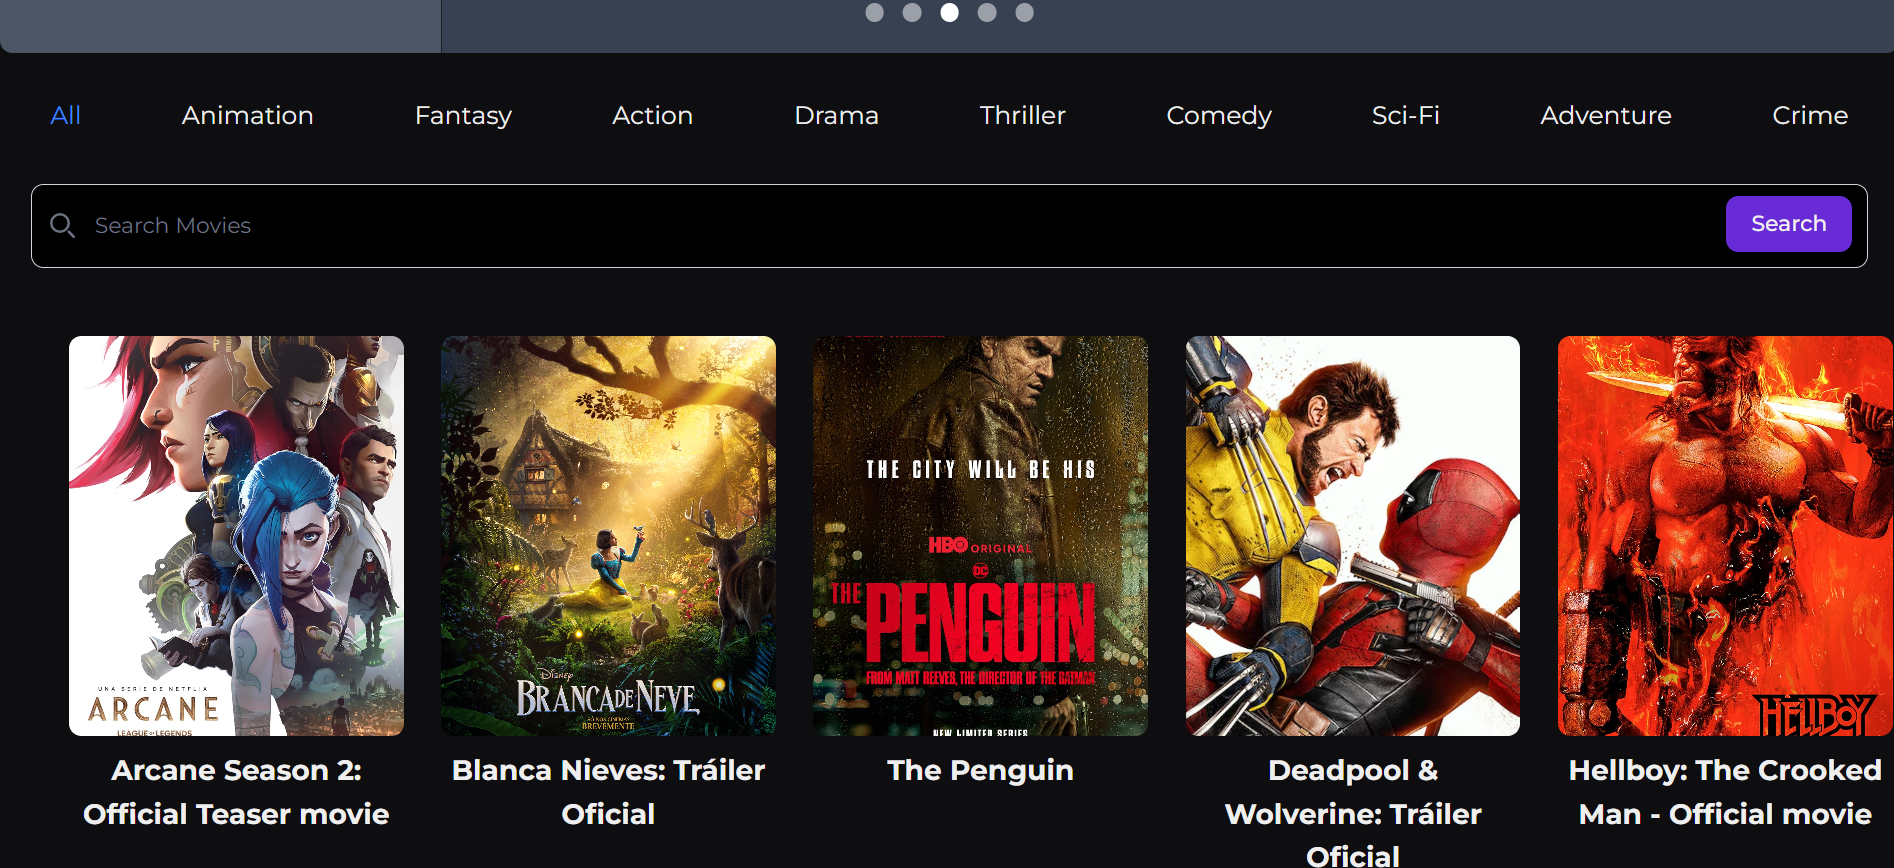 All Animation Fantasy Action Drama Thriller Comedy Sci-Fi Adventure Crime
Search Movies
Search
UNA SERIE DE NETFLIX
ARCANE
LEAGUE OF LEGENDS
Arcane Season 2:
Official Teaser movie
Disney
BRANCA DE NEVE
SÓ NOS CINEMAS
BREVEMENTE
Blanca Nieves: Tráiler
Oficial
THE CITY WILL BE HIS
HBO ORIGINAL
DC
THE PENGUIN
FROM MATT REEVES, THE DIRECTOR OF THE BATMAN
NEW LIMITED SERIES
The Penguin
Deadpool &
Wolverine: Tráiler
Oficial
HELLBOY
Hellboy: The Crooked
Man - Official movie